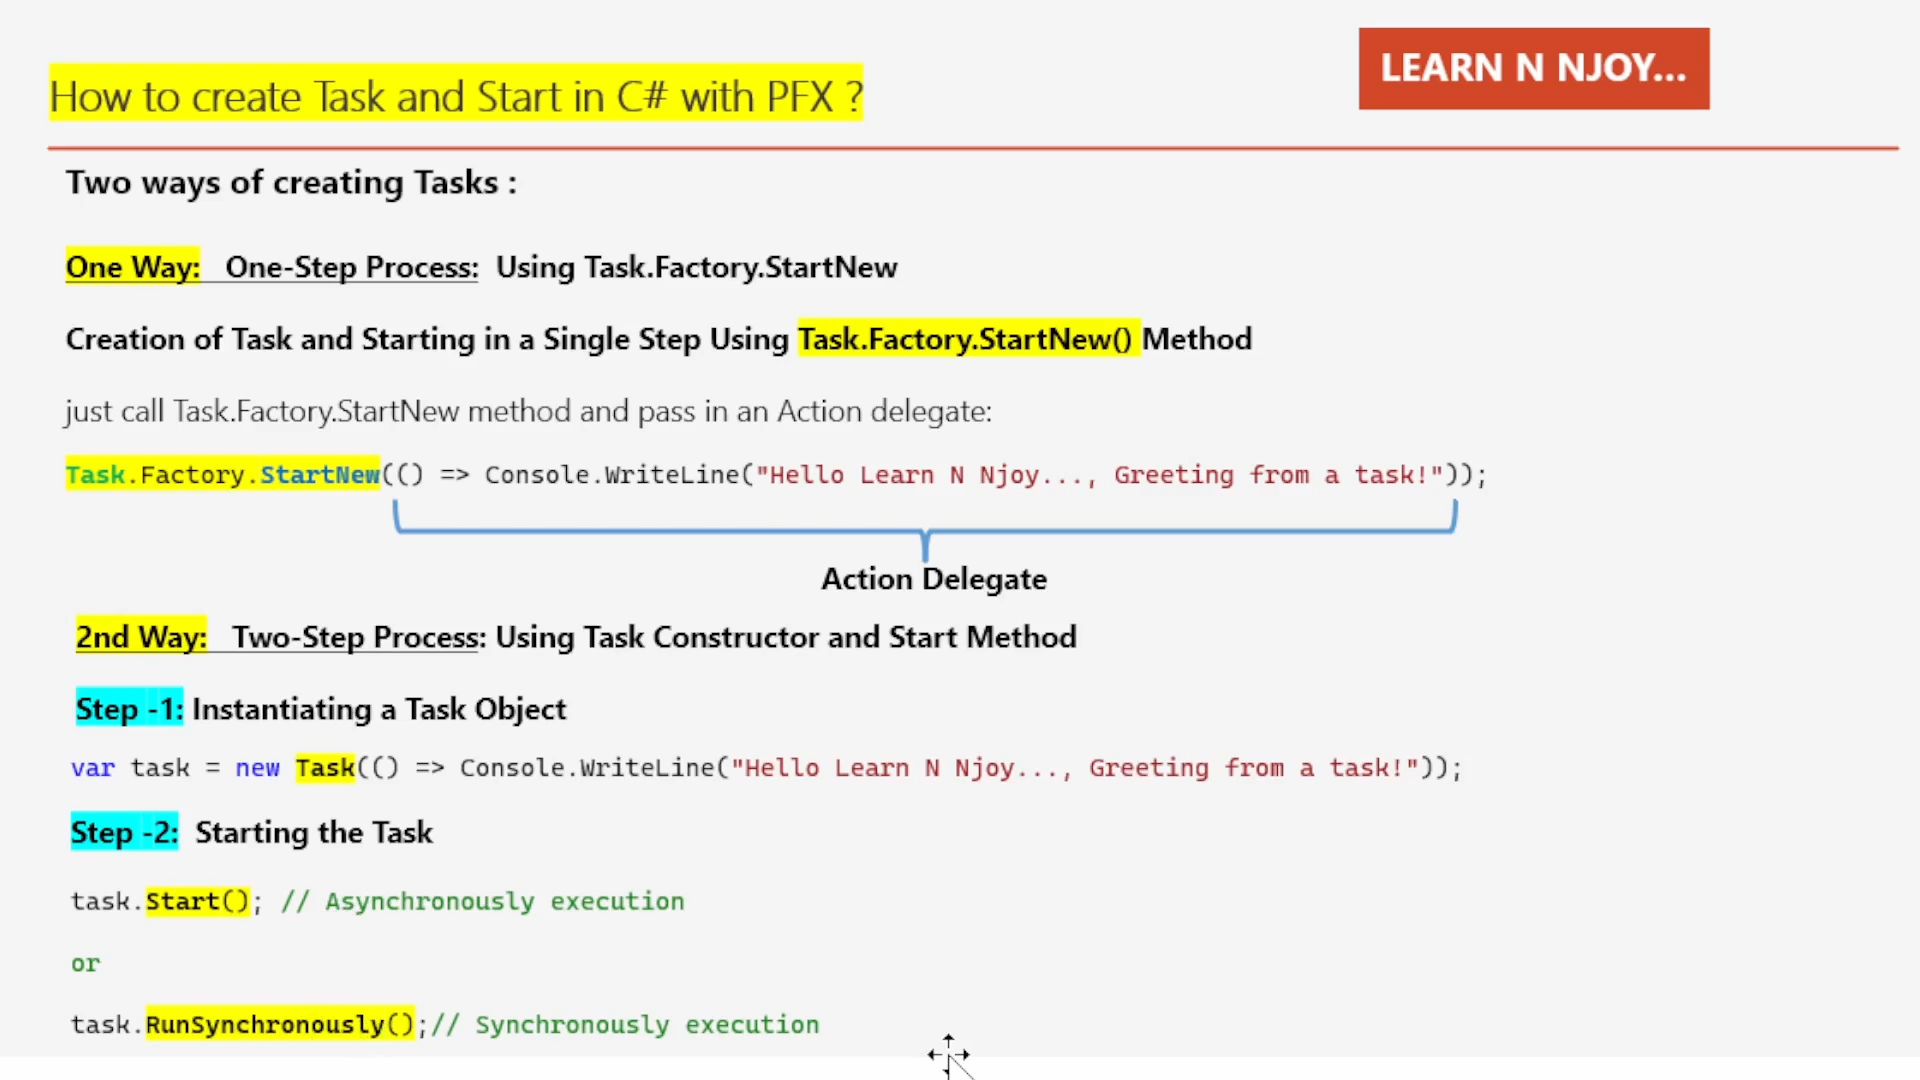 LEARN N NJOY...
How to create Task and Start in C# with PFX ?
Two ways of creating Tasks :
One Way: One-Step Process: Using Task.Factory.StartNew
Creation of Task and Starting in a Single Step Using Task.Factory.StartNew() Method
just call Task.Factory.StartNew method and pass in an Action delegate:
Task.Factory.StartNew(() => Console.WriteLine("Hello Learn N Njoy..., Greeting from a task!"));
Action Delegate
2nd Way: Two-Step Process: Using Task Constructor and Start Method
Step -1: Instantiating a Task Object
var task = new Task(() => Console.WriteLine("Hello Learn N Njoy..., Greeting from a task!"));
Step -2: Starting the Task
task.Start(); // Asynchronously execution
or
task.RunSynchronously();// Synchronously execution